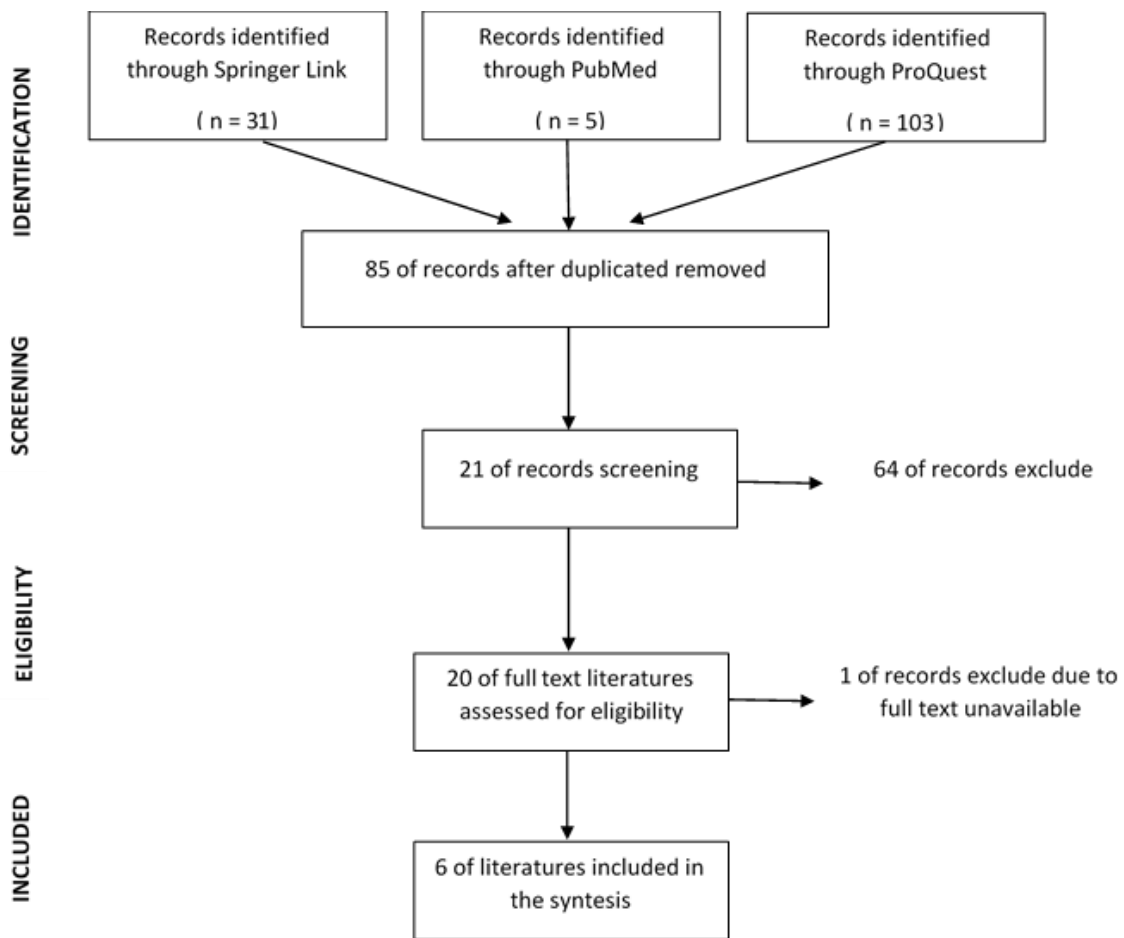 IDENTIFICATION
Records identified
through Springer Link
( n = 31)
Records identified
through PubMed
( n = 5)
Records identified
through ProQuest
( n = 103)
85 of records after duplicated removed
SCREENING
21 of records screening
64 of records exclude
ELIGIBILITY
20 of full text literatures
assessed for eligibility
1 of records exclude due to
full text unavailable
INCLUDED
6 of literatures included in
the syntesis